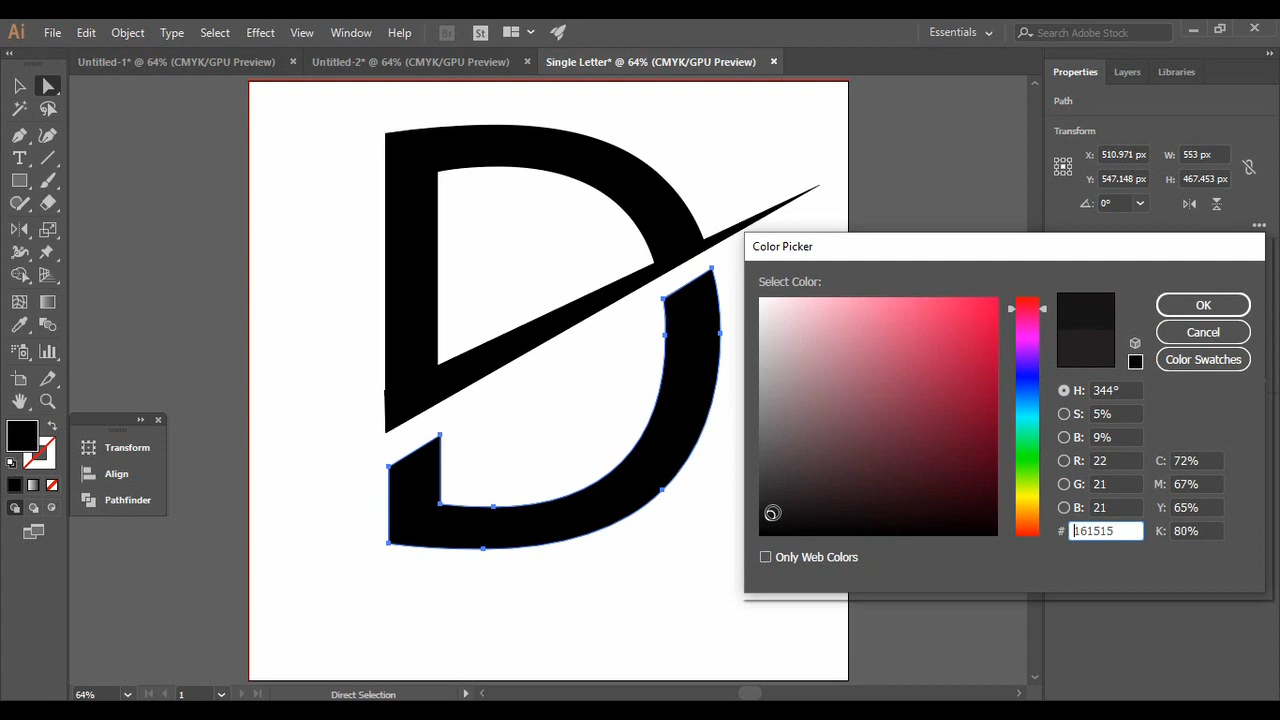 Ai File Edit Object Type Select Effect View Window Help Br St Essentials Search Adobe Stock
Untitled-1* @ 64% (CMYK/GPU Preview) Untitled-2* @ 64% (CMYK/GPU Preview) Single Letter* @ 64% (CMYK/GPU Preview)
Properties Layers Libraries
Path
Transform
X: 510.971 px W: 553 px
Y: 547.148 px H: 467.453 px
0°
D
Color Picker
Select Color:
OK
Cancel
Color Swatches
H: 344°
S: 5%
B: 9%
R: 22 C: 72%
G: 21 M: 67%
B: 21 Y: 65%
# 161515 K: 80%
Only Web Colors
Transform
Align
Pathfinder
64% 1 Direct Selection